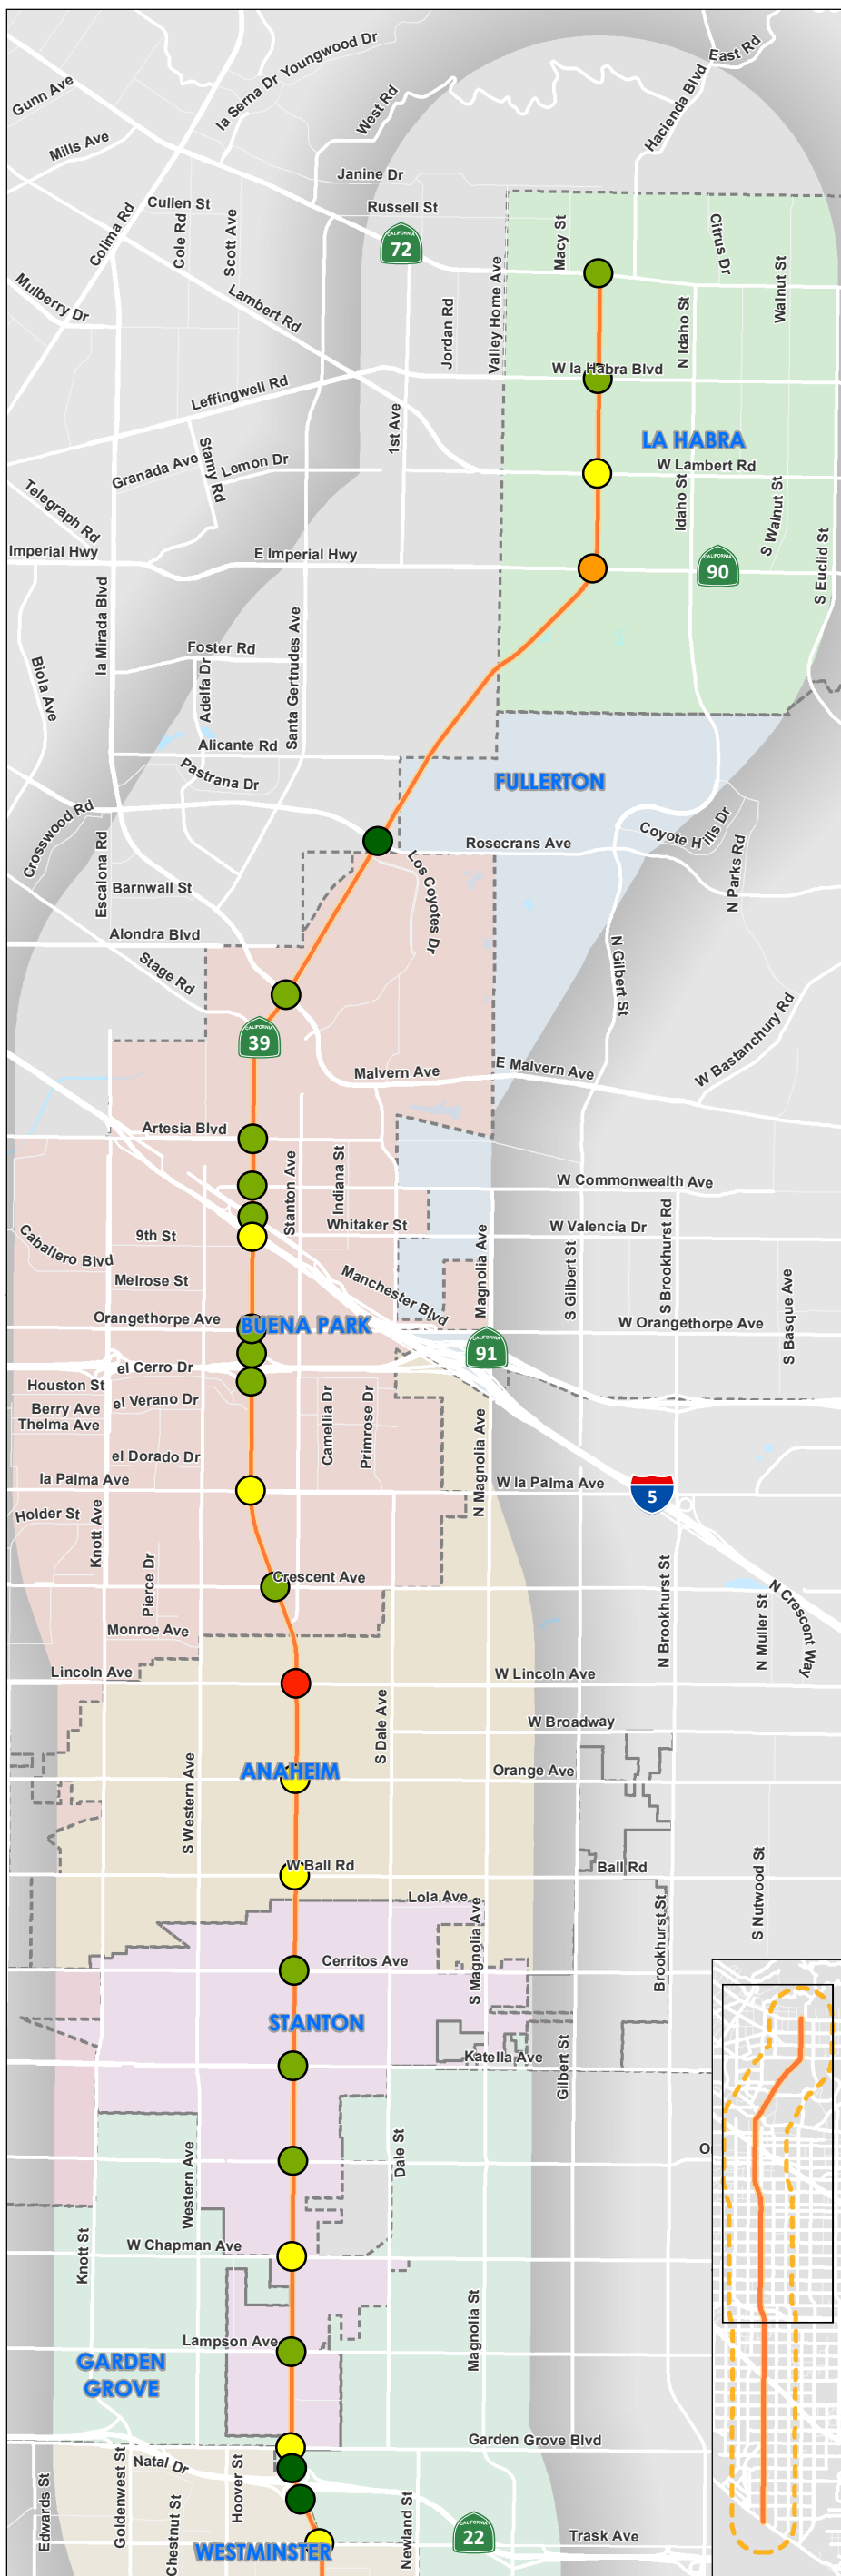 East Rd
Youngwood Dr
la Serna Dr
Gunn Ave
West Rd
Hacienda Blvd
Mills Ave
Janine Dr
Cullen St
Russell St
Colima Rd
Cole Rd
Scott Ave
CALIFORNIA
72
Macy St
Citrus Dr
Walnut St
Valley Home Ave
Mulberry Dr
Lambert Rd
Jordan Rd
N Idaho St
W la Habra Blvd
Leffingwell Rd
1st Ave
LA HABRA
Granada Ave
Stamy Rd
Lemon Dr
W Lambert Rd
Idaho St
S Walnut St
Telegraph Rd
Imperial Hwy
E Imperial Hwy
90
S Euclid St
la Mirada Blvd
Foster Rd
Santa Gertrudes Ave
Biola Ave
Adelfa Dr
Alicante Rd
Pastrana Dr
FULLERTON
Crosswood Rd
Escalona Rd
Rosecrans Ave
Coyote Hills Dr
N Parks Rd
Barnwall St
Los Coyotes Dr
Alondra Blvd
Stage Rd
N Gilbert St
CALIFORNIA
39
W Bastanchury Rd
Malvern Ave
E Malvern Ave
Artesia Blvd
Stanton Ave
Indiana St
W Commonwealth Ave
Whitaker St
W Valencia Dr
9th St
Caballero Blvd
Magnolia Ave
S Gilbert St
S Brookhurst Rd
Melrose St
Manchester Blvd
S Basque Ave
Orangethorpe Ave
BUENA PARK
W Orangethorpe Ave
CALIFORNIA
91
el Cerro Dr
Houston St
Berry Ave
el Verano Dr
Thelma Ave
Camellia Dr
Primrose Dr
N Magnolia Ave
el Dorado Dr
la Palma Ave
W la Palma Ave
5
Holder St
Knott Ave
Pierce Dr
Crescent Ave
N Brookhurst St
N Muller St
N Crescent Way
Monroe Ave
Lincoln Ave
W Lincoln Ave
S Dale Ave
W Broadway
ANAHEIM
Orange Ave
S Western Ave
W Ball Rd
Ball Rd
Lola Ave
S Magnolia Ave
Brookhurst St
S Nutwood St
Cerritos Ave
STANTON
Katella Ave
Gilbert St
Western Ave
Dale St
O
Knott St
W Chapman Ave
Magnolia St
Lampson Ave
GARDEN
GROVE
Garden Grove Blvd
Natal Dr
Edwards St
Goldenwest St
Chestnut St
Hoover St
Newland St
CALIFORNIA
22
Trask Ave
WESTMINSTER